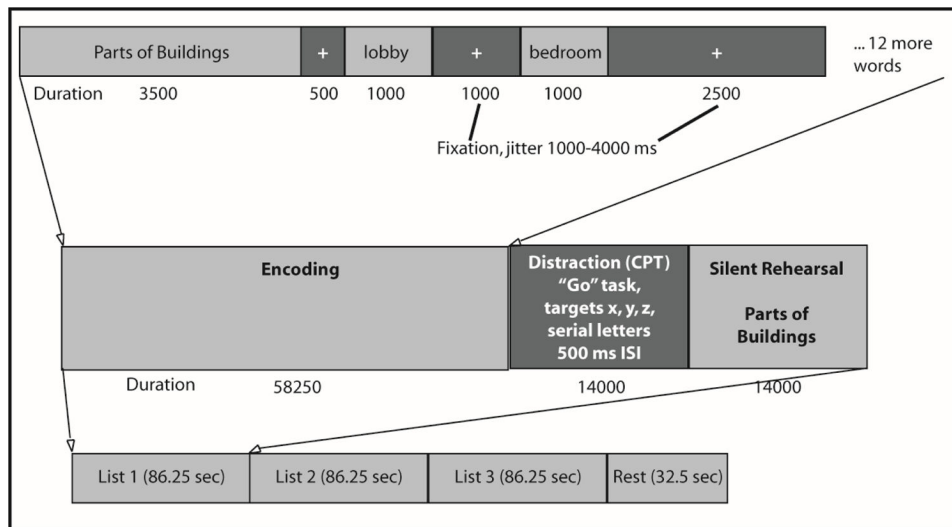 Parts of Buildings + lobby + bedroom + ... 12 more
words
Duration 3500 500 1000 1000 1000 2500
Fixation, jitter 1000-4000 ms
Encoding
Distraction (CPT)
“Go” task,
targets x, y, z,
serial letters
500 ms ISI
Silent Rehearsal
Parts of
Buildings
Duration 58250 14000 14000
List 1 (86.25 sec) List 2 (86.25 sec) List 3 (86.25 sec) Rest (32.5 sec)